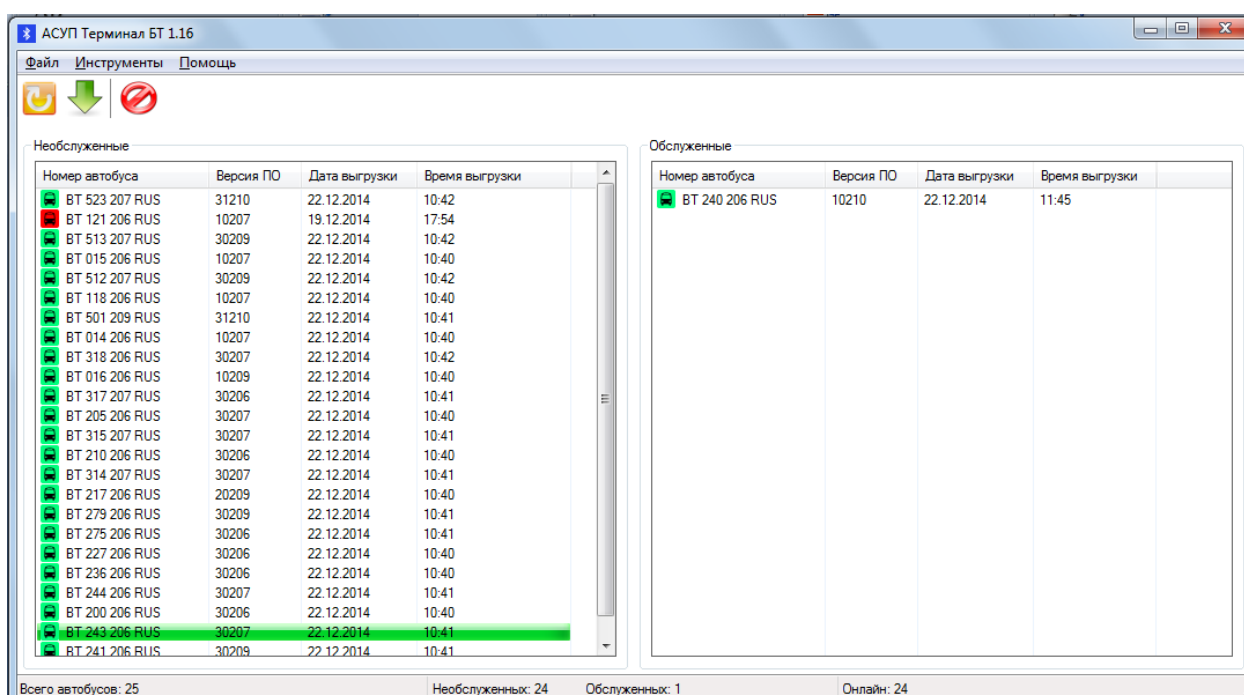 АСУП Терминал БТ 1.16
Файл Инструменты Помощь
Необслуженные
Номер автобуса Версия ПО Дата выгрузки Время выгрузки
BT 523 207 RUS 31210 22.12.2014 10:42
BT 121 206 RUS 10207 19.12.2014 17:54
BT 513 207 RUS 30209 22.12.2014 10:42
BT 015 206 RUS 10207 22.12.2014 10:40
BT 512 207 RUS 30209 22.12.2014 10:42
BT 118 206 RUS 10207 22.12.2014 10:40
BT 501 209 RUS 31210 22.12.2014 10:41
BT 014 206 RUS 10207 22.12.2014 10:40
BT 318 206 RUS 30207 22.12.2014 10:42
BT 016 206 RUS 10209 22.12.2014 10:40
BT 317 207 RUS 30206 22.12.2014 10:41
BT 205 206 RUS 30207 22.12.2014 10:40
BT 315 207 RUS 30207 22.12.2014 10:41
BT 210 206 RUS 30206 22.12.2014 10:40
BT 314 207 RUS 30207 22.12.2014 10:41
BT 217 206 RUS 20209 22.12.2014 10:40
BT 279 206 RUS 30209 22.12.2014 10:41
BT 275 206 RUS 30206 22.12.2014 10:41
BT 227 206 RUS 30206 22.12.2014 10:40
BT 236 206 RUS 30206 22.12.2014 10:40
BT 244 206 RUS 30207 22.12.2014 10:41
BT 200 206 RUS 30206 22.12.2014 10:40
BT 243 206 RUS 30207 22.12.2014 10:41
BT 241 206 RUS 30209 22.12.2014 10:41
Обслуженные
Номер автобуса Версия ПО Дата выгрузки Время выгрузки
BT 240 206 RUS 10210 22.12.2014 11:45
Всего автобусов: 25 Необслуженных: 24 Обслуженных: 1 Онлайн: 24